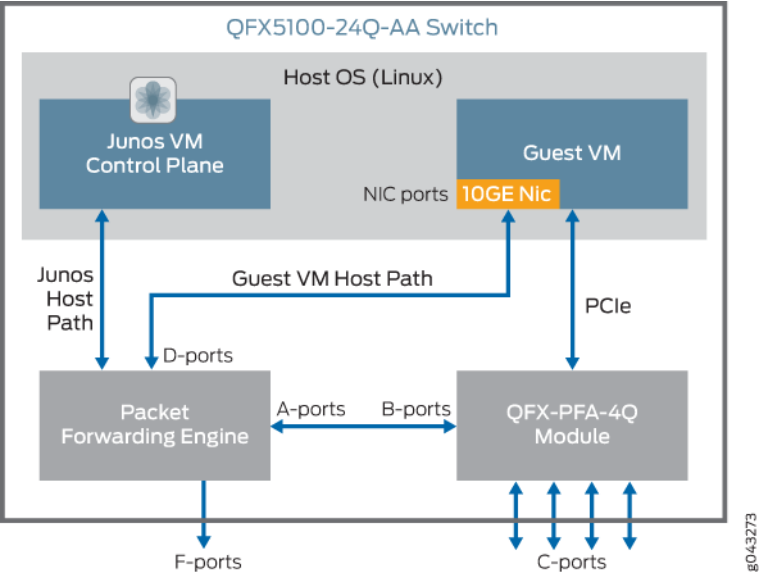 QFX5100-24Q-AA Switch
Host OS (Linux)
Junos VM
Control Plane
Guest VM
NIC ports
10GE Nic
Junos
Host
Path
Guest VM Host Path
PCIe
D-ports
Packet
Forwarding Engine
A-ports
B-ports
QFX-PFA-4Q
Module
F-ports
C-ports
g043273